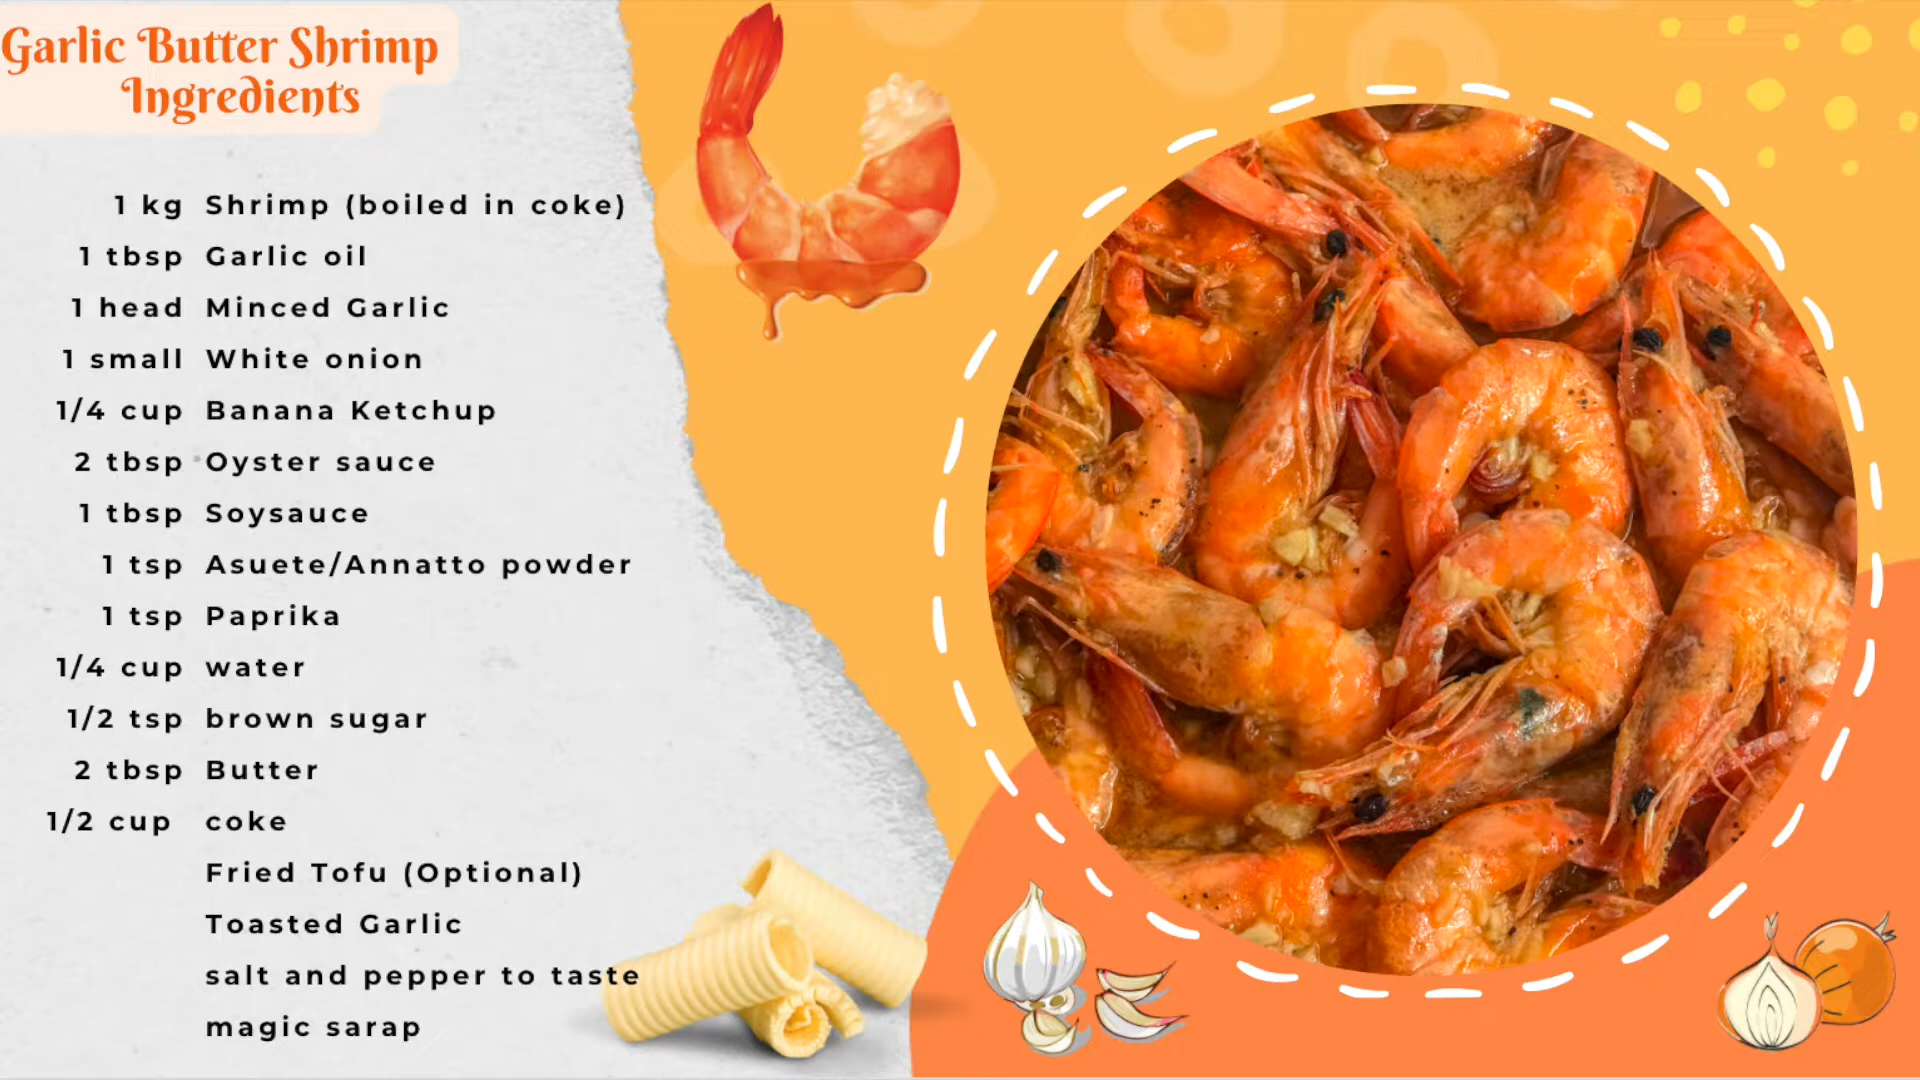 Garlic Butter Shrimp
Ingredients
1 kg Shrimp (boiled in coke)
1 tbsp Garlic oil
1 head Minced Garlic
1 small White onion
1/4 cup Banana Ketchup
2 tbsp Oyster sauce
1 tbsp Soysauce
1 tsp Asuete/Annatto powder
1 tsp Paprika
1/4 cup water
1/2 tsp brown sugar
2 tbsp Butter
1/2 cup coke
Fried Tofu (Optional)
Toasted Garlic
salt and pepper to taste
magic sarap